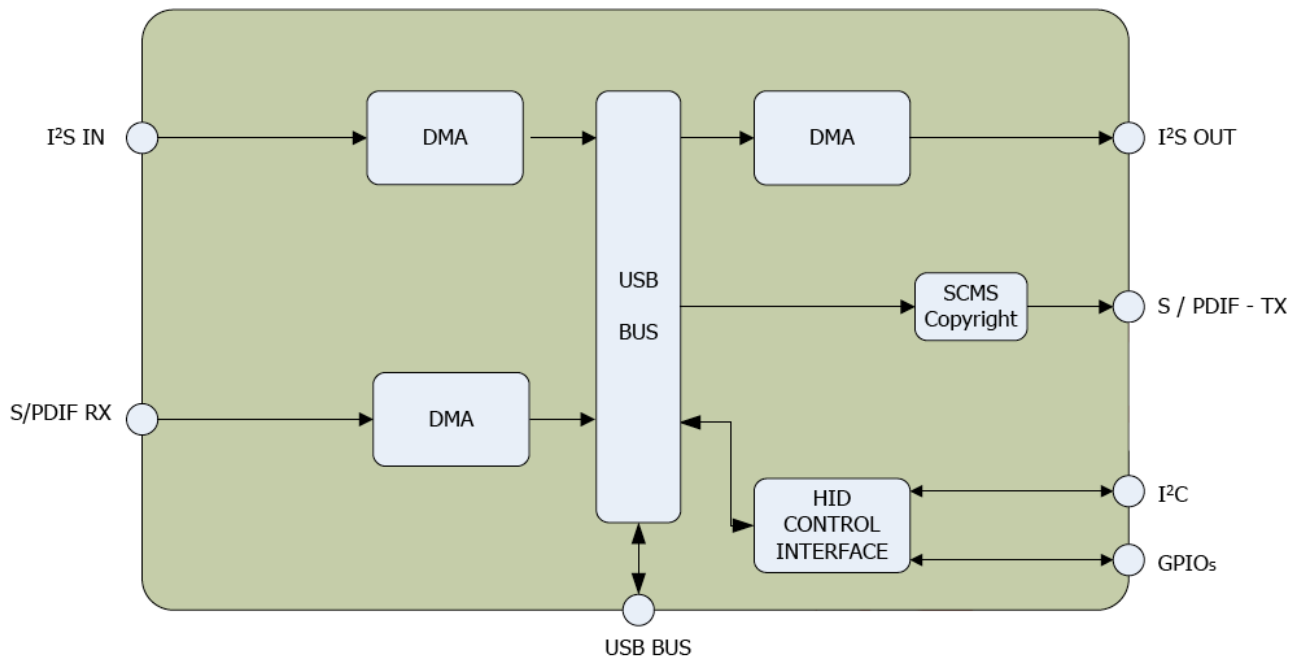 I²S IN
DMA
DMA
I²S OUT
USB
BUS
SCMS
Copyright
S / PDIF - TX
S/PDIF RX
DMA
HID
CONTROL
INTERFACE
I²C
GPIOs
USB BUS